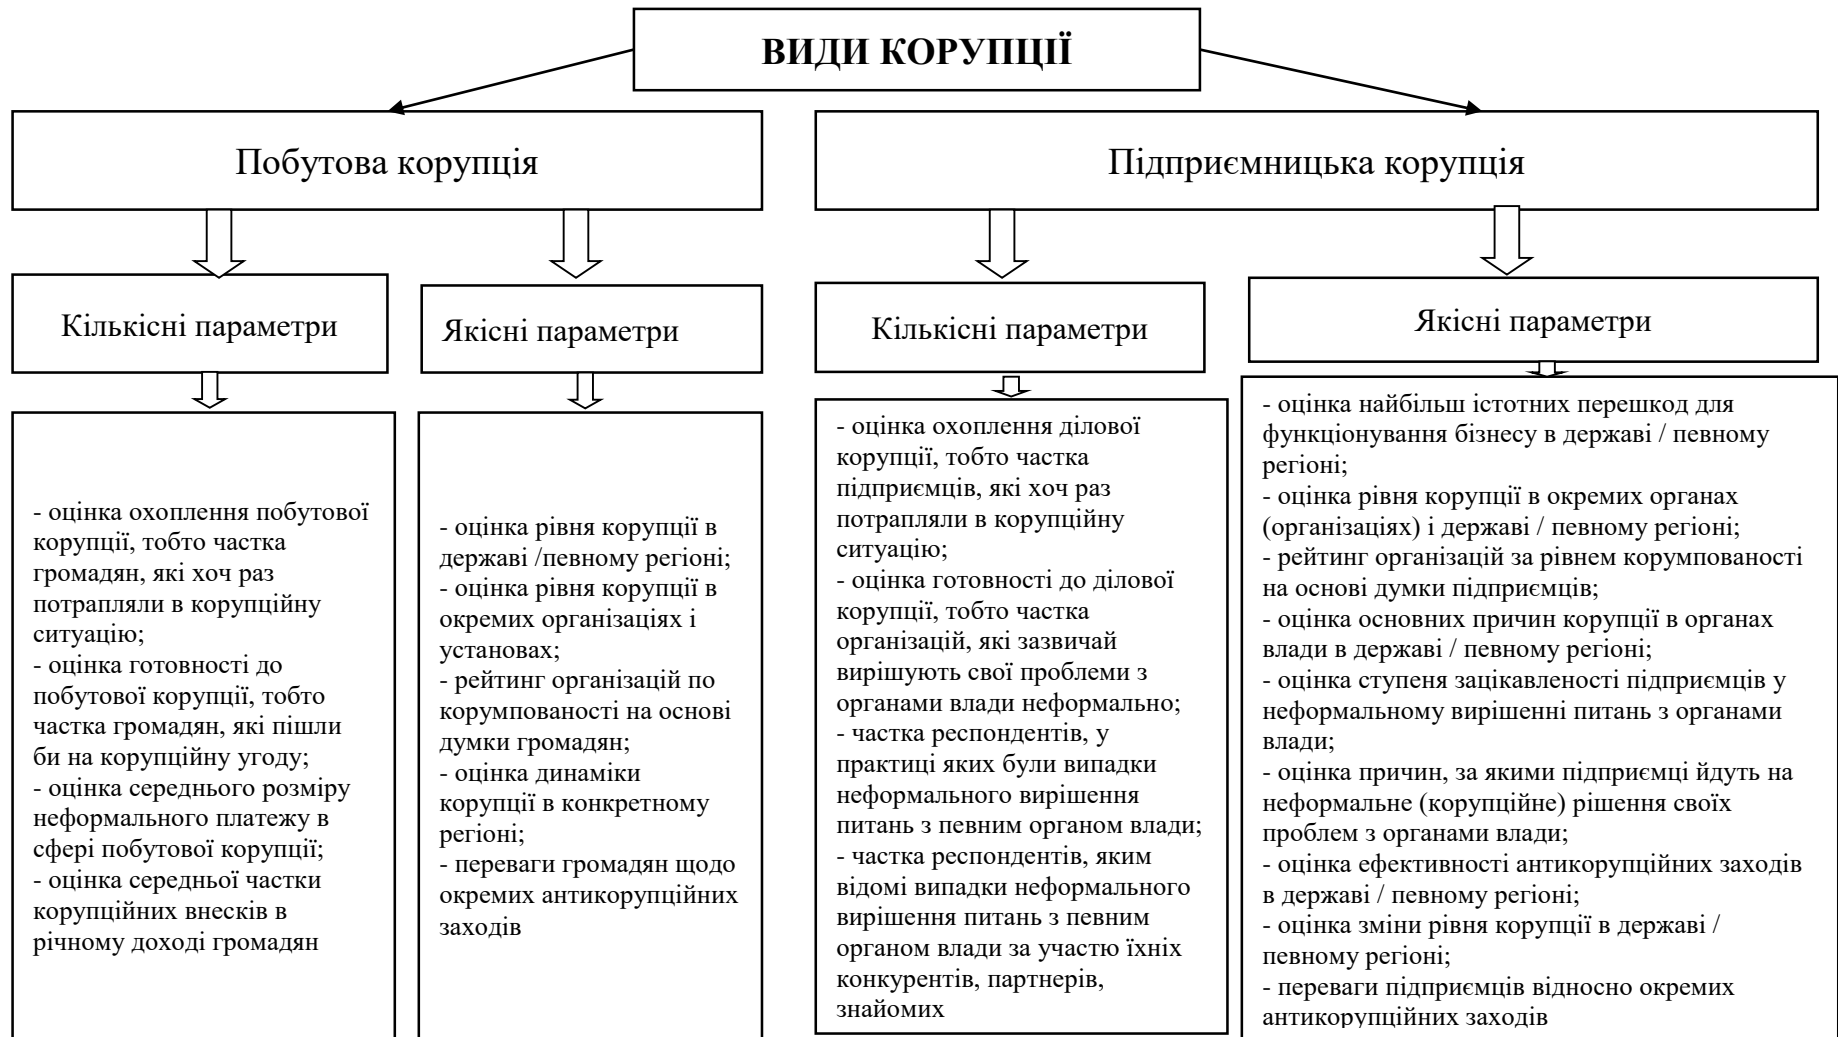 ВИДИ КОРУПЦІЇ
Побутова корупція
Підприємницька корупція
Кількісні параметри
Якісні параметри
Кількісні параметри
Якісні параметри
- оцінка охоплення побутової
корупції, тобто частка
громадян, які хоч раз
потрапляли в корупційну
ситуацію;
- оцінка готовності до
побутової корупції, тобто
частка громадян, які пішли
би на корупційну угоду;
- оцінка середнього розміру
неформального платежу в
сфері побутової корупції;
- оцінка середньої частки
корупційних внесків в
річному доході громадян
- оцінка рівня корупції в
державі /певному регіоні;
- оцінка рівня корупції в
окремих організаціях і
установах;
- рейтинг організацій по
корумпованості на основі
думки громадян;
- оцінка динаміки
корупції в конкретному
регіоні;
- переваги громадян щодо
окремих антикорупційних
заходів
- оцінка охоплення ділової
корупції, тобто частка
підприємців, які хоч раз
потрапляли в корупційну
ситуацію;
- оцінка готовності до ділової
корупції, тобто частка
організацій, які зазвичай
вирішують свої проблеми з
органами влади неформально;
- частка респондентів, у
практиці яких були випадки
неформального вирішення
питань з певним органом влади;
- частка респондентів, яким
відомі випадки неформального
вирішення питань з певним
органом влади за участю їхніх
конкурентів, партнерів,
знайомих
- оцінка найбільш істотних перешкод для
функціонування бізнесу в державі / певному
регіоні;
- оцінка рівня корупції в окремих органах
(організаціях) і державі / певному регіоні;
- рейтинг організацій за рівнем корумпованості
на основі думки підприємців;
- оцінка основних причин корупції в органах
влади в державі / певному регіоні;
- оцінка ступеня зацікавленості підприємців у
неформальному вирішенні питань з органами
влади;
- оцінка причин, за якими підприємці йдуть на
неформальне (корупційне) рішення своїх
проблем з органами влади;
- оцінка ефективності антикорупційних заходів
в державі / певному регіоні;
- оцінка зміни рівня корупції в державі /
певному регіоні;
- переваги підприємців відносно окремих
антикорупційних заходів